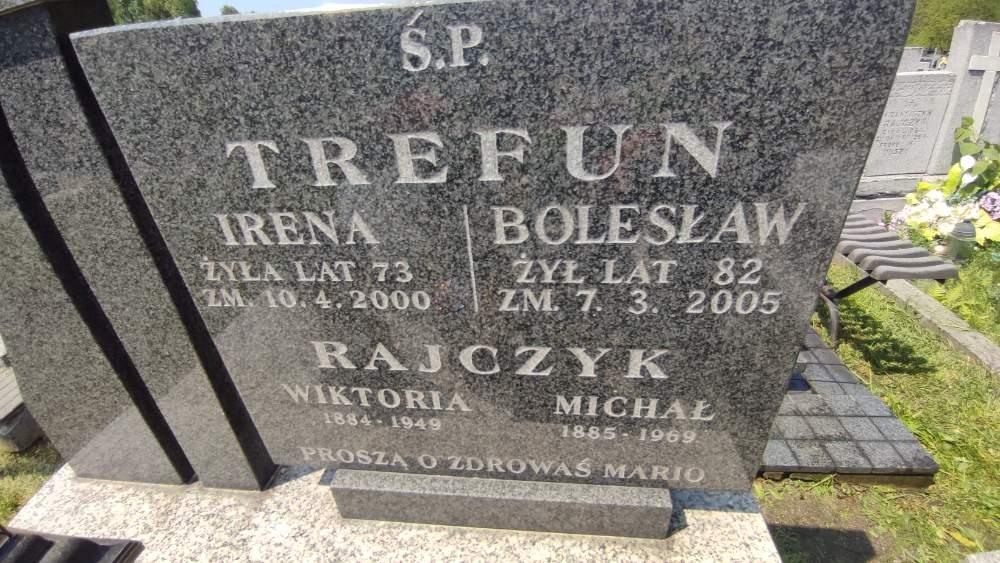 Ś.P.
TREFUN
IRENA
ŻYŁA LAT 73
ZM. 10. 4. 2000
BOLESŁAW
ŻYŁ LAT 82
ZM. 7. 3. 2005
RAJCZYK
WIKTORIA
1884 - 1949
MICHAŁ
1885 - 1969
PROSZĄ O ZDROWAŚ MARIO